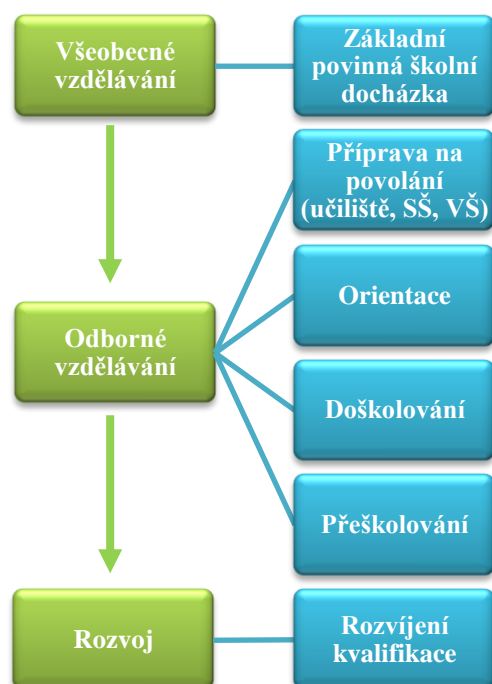 Všeobecné
vzdělávání
Základní
povinná školní
docházka
Příprava na
povolání
(učiliště, SŠ, VŠ)
Orientace
Odborné
vzdělávání
Doškolování
Přeškolování
Rozvoj
Rozvíjení
kvalifikace